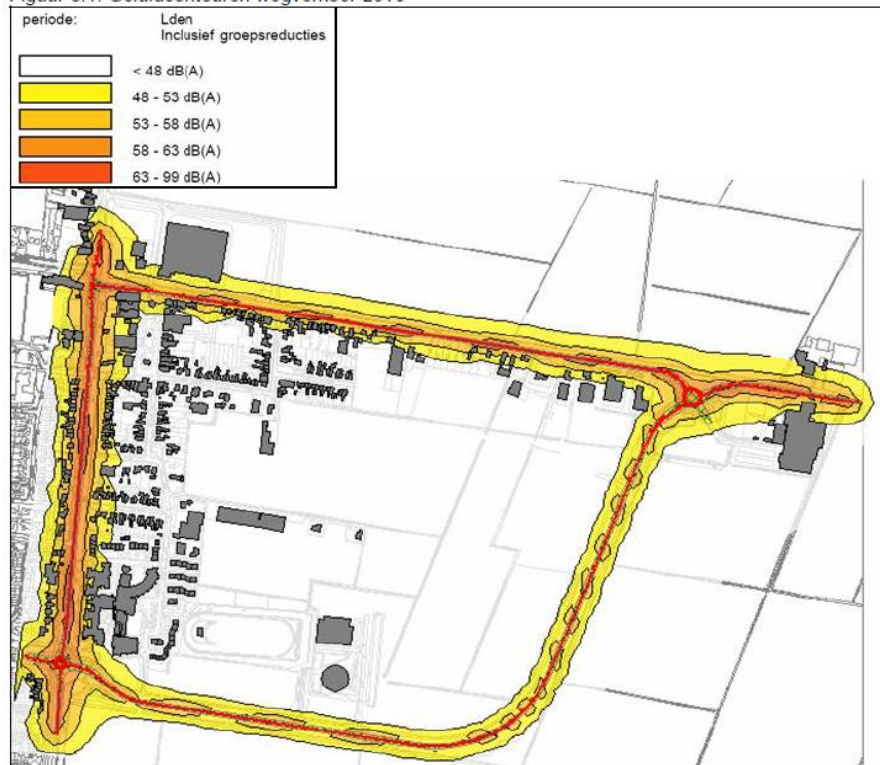 periode: Lden
Inclusief groepsreducties
< 48 dB(A)
48 - 53 dB(A)
53 - 58 dB(A)
58 - 63 dB(A)
63 - 99 dB(A)